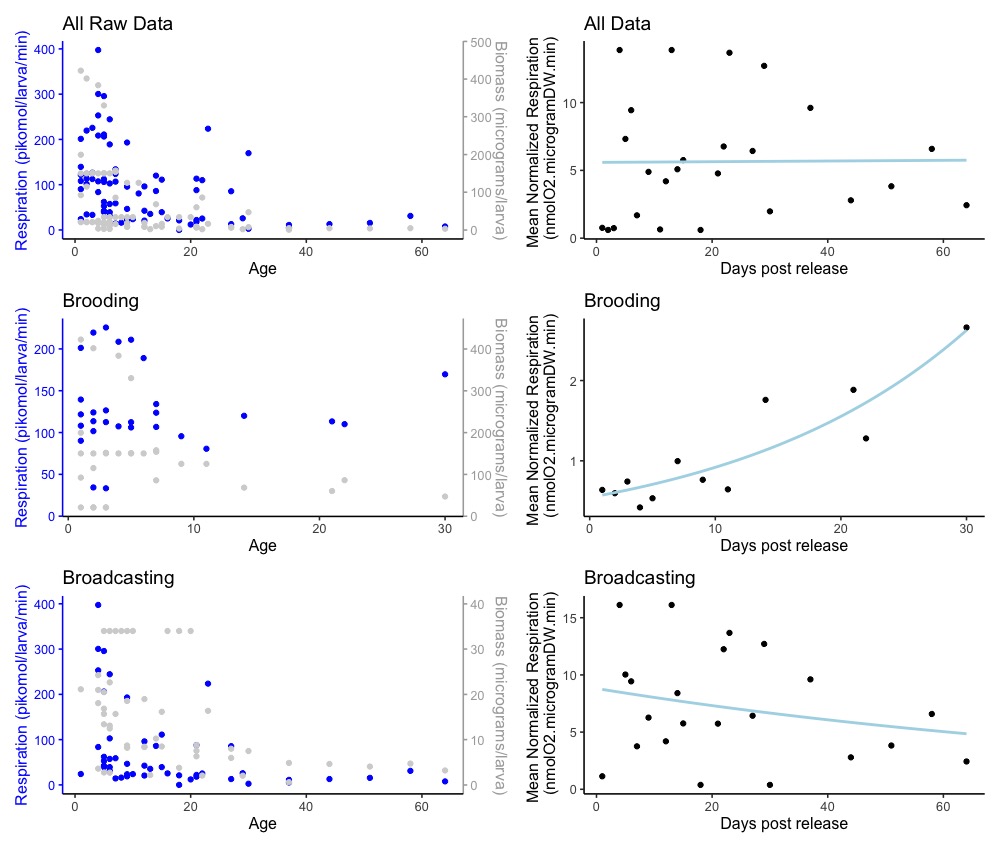 All Raw Data
Respiration (pikomol/larva/min)
0
100
200
300
400
0
20
40
60
Age
0
100
200
300
400
500
Biomass (micrograms/larva)
All Data
Mean Normalized Respiration
(nmolO2.microgramDW.min)
0
5
10
0
20
40
60
Days post release
Brooding
Respiration (pikomol/larva/min)
0
50
100
150
200
0
10
20
30
Age
0
100
200
300
400
Biomass (micrograms/larva)
Brooding
Mean Normalized Respiration
(nmolO2.microgramDW.min)
1
2
0
10
20
30
Days post release
Broadcasting
Respiration (pikomol/larva/min)
0
100
200
300
400
0
20
40
60
Age
0
10
20
30
40
Biomass (micrograms/larva)
Broadcasting
Mean Normalized Respiration
(nmolO2.microgramDW.min)
0
5
10
15
0
20
40
60
Days post release